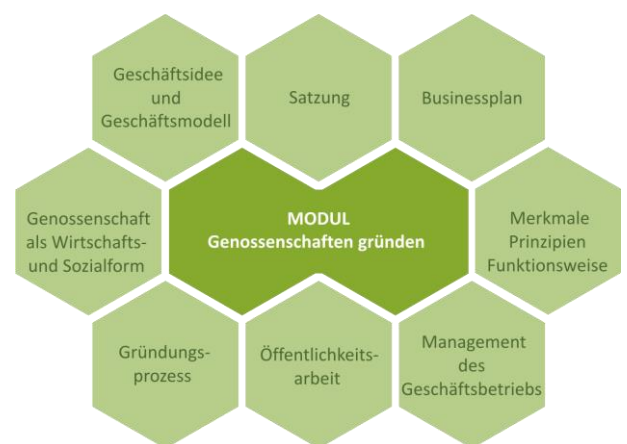 Geschäftsidee
und
Geschäftsmodell
Satzung
Businessplan
Genossenschaft
als Wirtschafts-
und Sozialform
MODUL
Genossenschaften gründen
Merkmale
Prinzipien
Funktionsweise
Gründungs-
prozess
Öffentlichkeits-
arbeit
Management
des
Geschäftsbetriebs